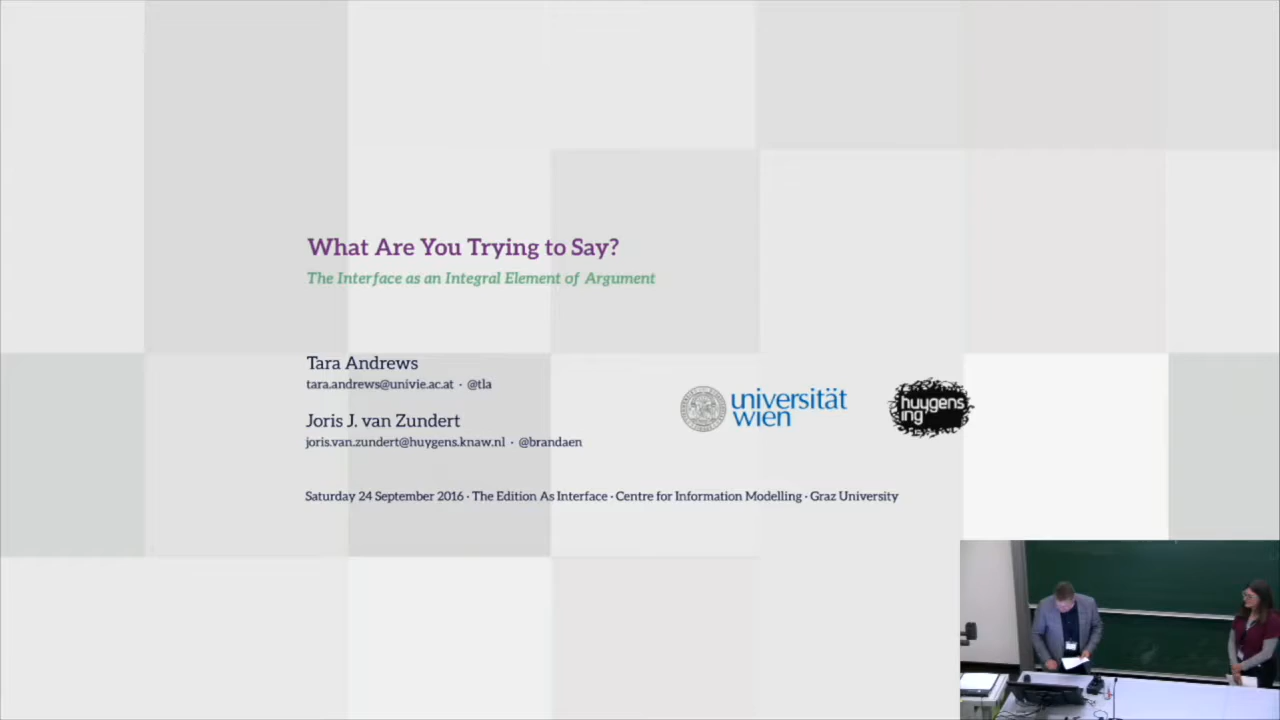 What Are You Trying to Say?
The Interface as an Integral Element of Argument
Tara Andrews
tara.andrews@univie.ac.at · @tla
Joris J. van Zundert
joris.van.zundert@huygens.knaw.nl · @brandaen
universität
wien
huygens
ing
Saturday 24 September 2016 · The Edition As Interface · Centre for Information Modelling · Graz University